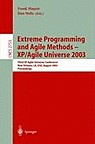 Frank Maurer
Don Wells (Eds.)
Extreme Programming
and Agile Methods –
XP/Agile Universe 2003
Third XP Agile Universe Conference
New Orleans, LA, USA, August 2003
Proceedings